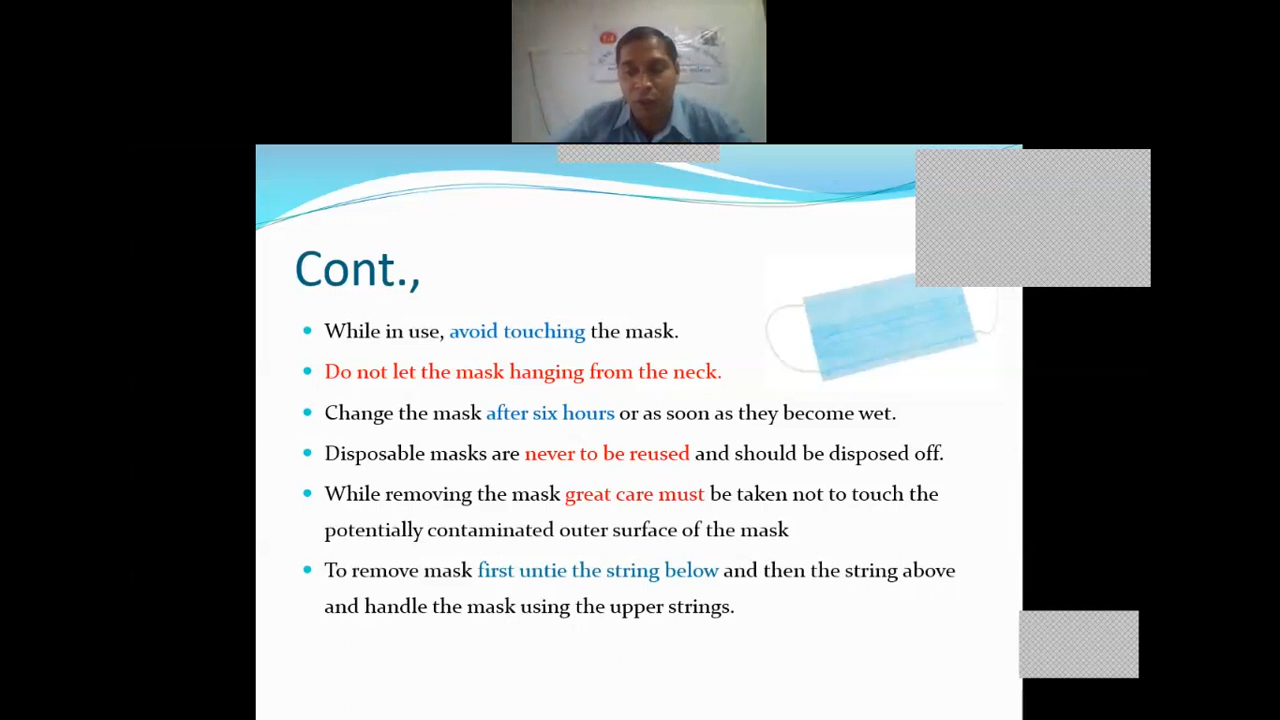 Cont.,
While in use, avoid touching the mask.
Do not let the mask hanging from the neck.
Change the mask after six hours or as soon as they become wet.
Disposable masks are never to be reused and should be disposed off.
While removing the mask great care must be taken not to touch the
potentially contaminated outer surface of the mask
To remove mask first untie the string below and then the string above
and handle the mask using the upper strings.